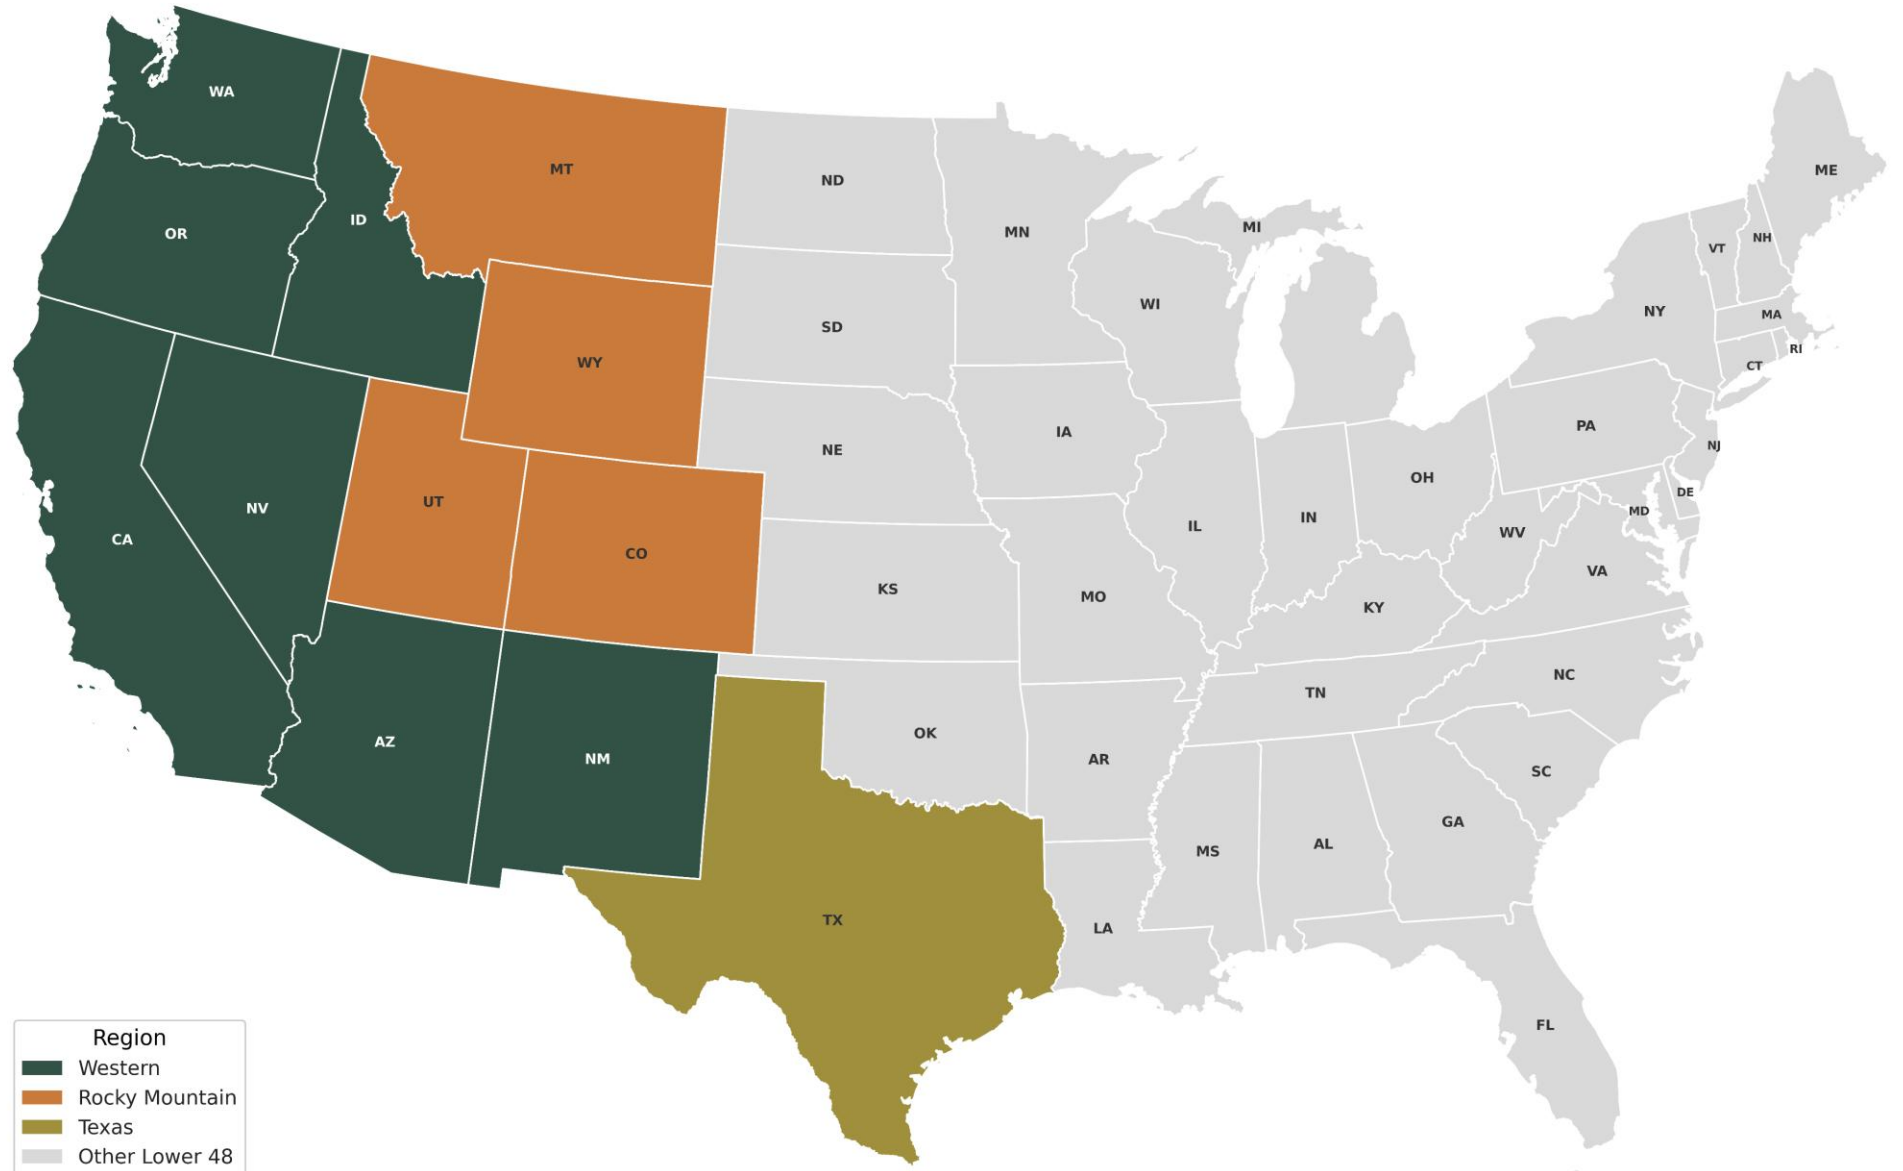 WA
MT
ME
ND
ID
MI
MN
OR
NH
VT
WI
NY
MA
SD
RI
WY
CT
PA
IA
NJ
NE
OH
DE
UT
NV
MD
IN
IL
WV
CA
CO
VA
KS
MO
KY
NC
TN
OK
AZ
NM
AR
SC
GA
AL
MS
TX
LA
FL
Region
Western
Rocky Mountain
Texas
Other Lower 48